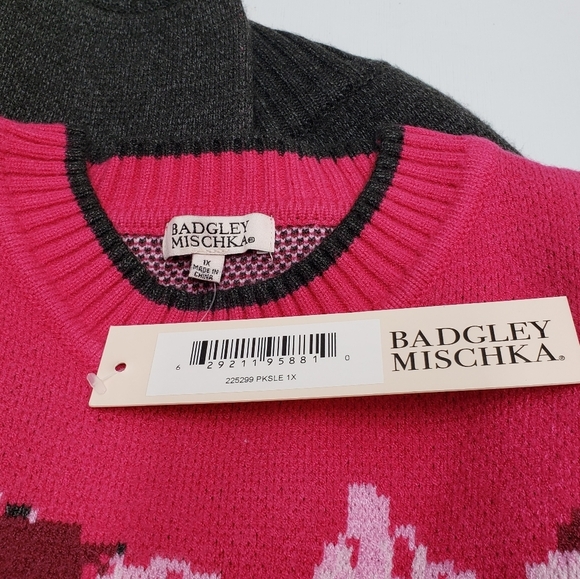 BADGLEY
MISCHKA®
1X
MADE IN
CHINA
6 29211 95881 0
225299 PKSLE 1X
BADGLEY
MISCHKA®